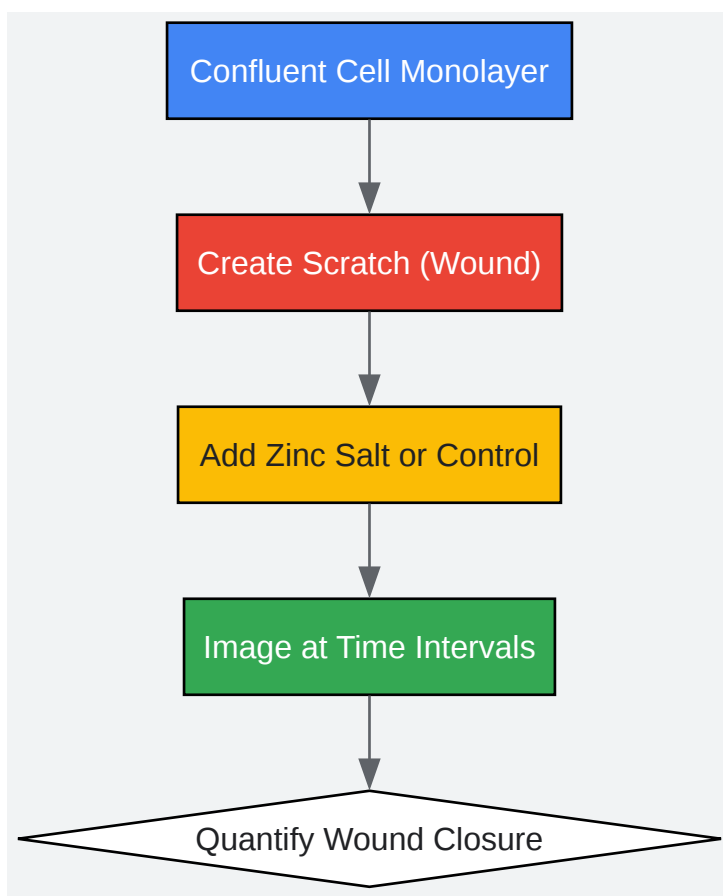 Confluent Cell Monolayer
Create Scratch (Wound)
Add Zinc Salt or Control
Image at Time Intervals
Quantify Wound Closure